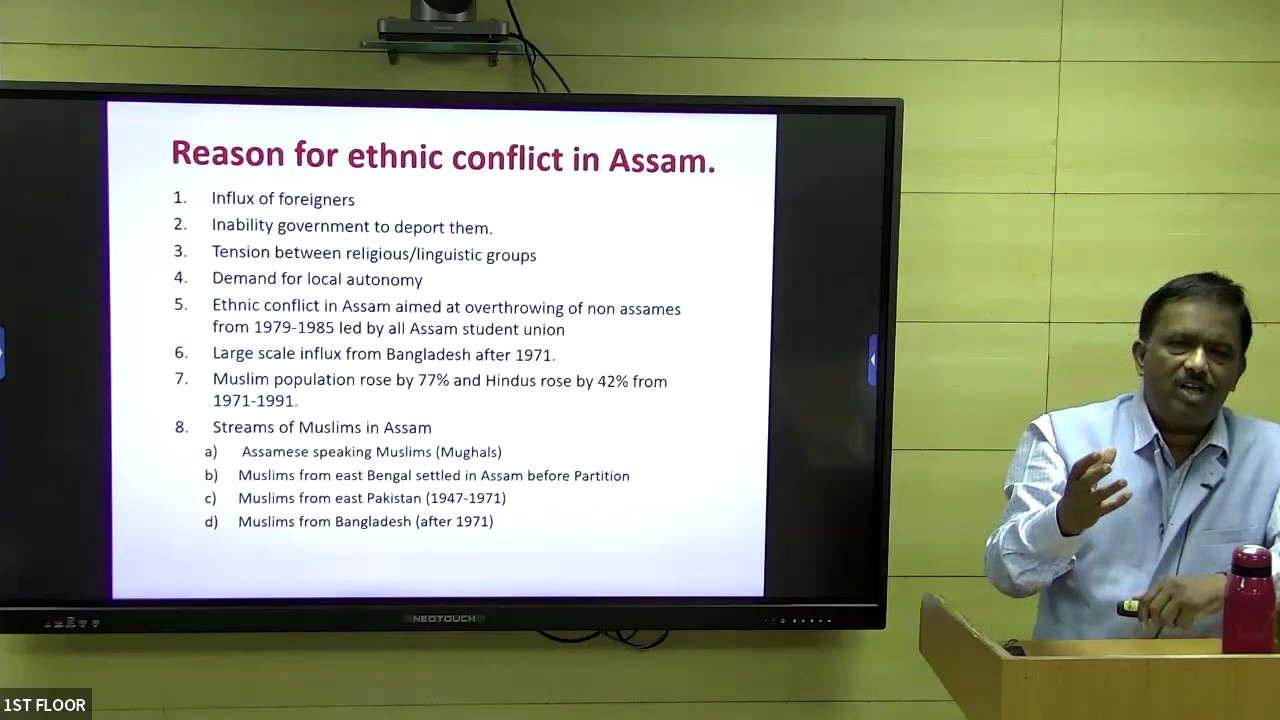 Reason for ethnic conflict in Assam.
1. Influx of foreigners
2. Inability government to deport them.
3. Tension between religious/linguistic groups
4. Demand for local autonomy
5. Ethnic conflict in Assam aimed at overthrowing of non assames
from 1979-1985 led by all Assam student union
6. Large scale influx from Bangladesh after 1971.
7. Muslim population rose by 77% and Hindus rose by 42% from
1971-1991.
8. Streams of Muslims in Assam
a) Assamese speaking Muslims (Mughals)
b) Muslims from east Bengal settled in Assam before Partition
c) Muslims from east Pakistan (1947-1971)
d) Muslims from Bangladesh (after 1971)
NEOTOUCH
1ST FLOOR